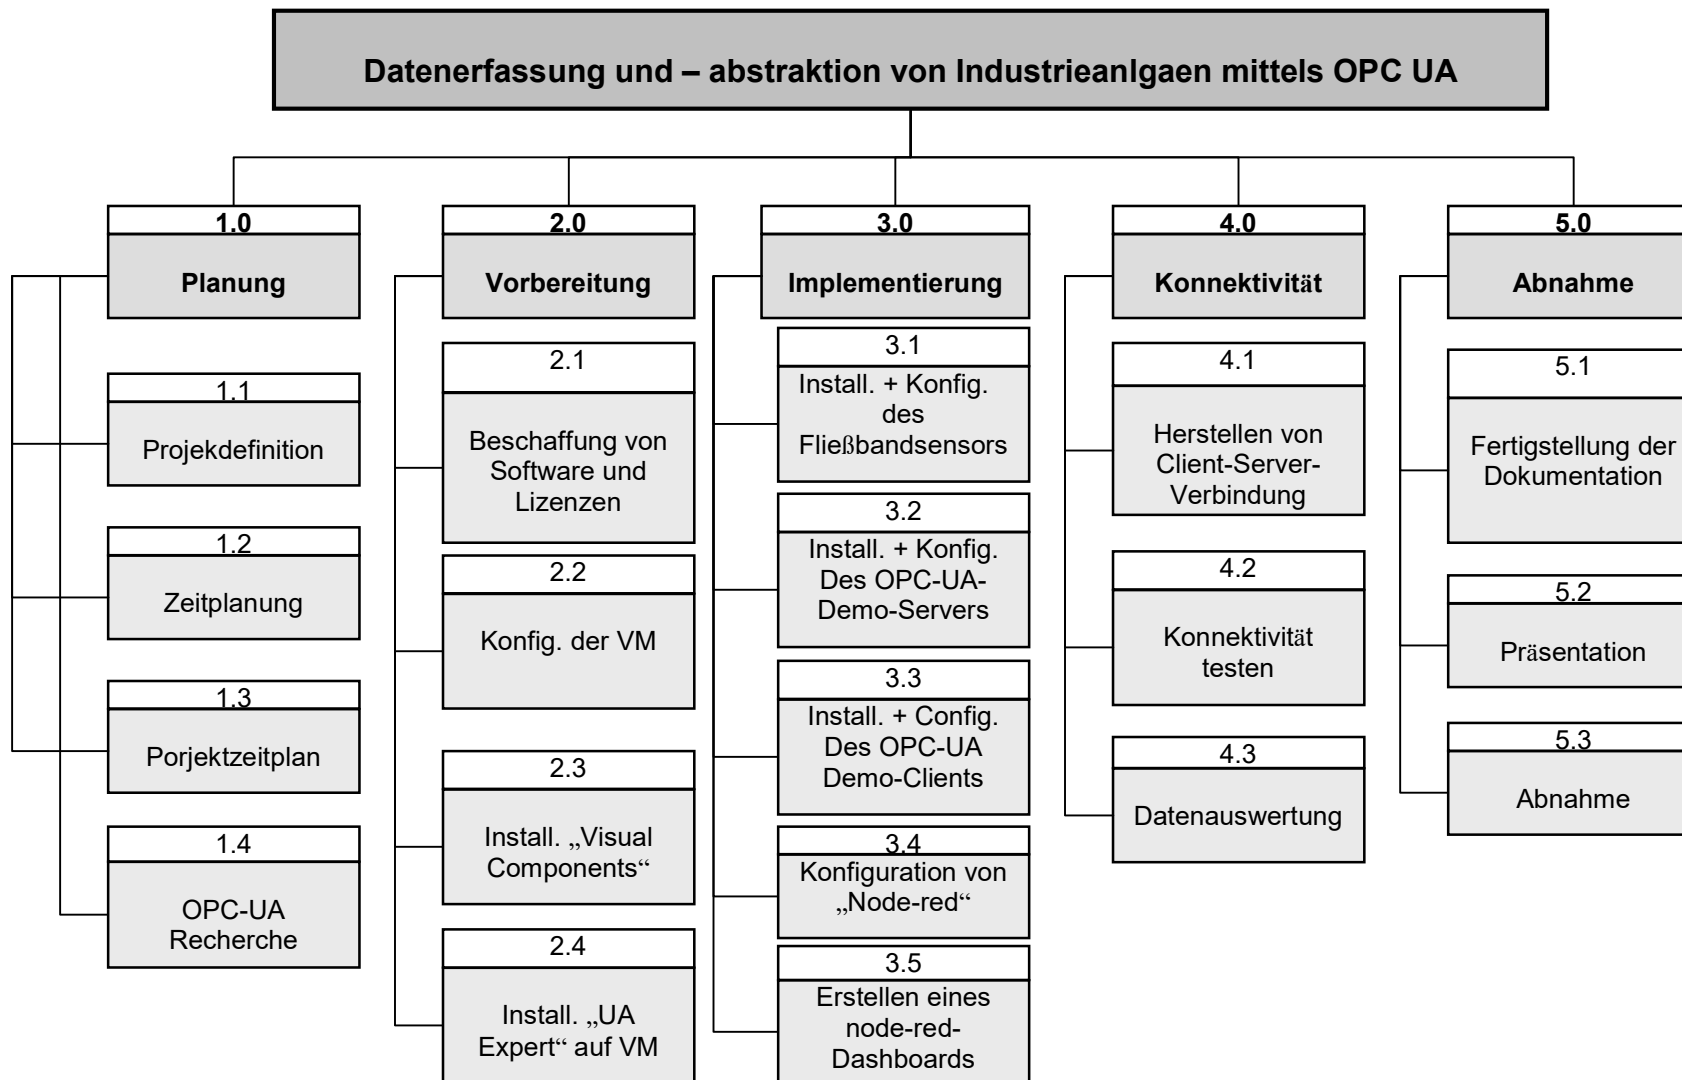 Datenerfassung und – abstraktion von Industrieanlgaen mittels OPC UA
1.0
Planung
1.1
Projekdefinition
1.2
Zeitplanung
1.3
Porjektzeitplan
1.4
OPC-UA
Recherche
2.0
Vorbereitung
2.1
Beschaffung von
Software und
Lizenzen
2.2
Konfig. der VM
2.3
Install. „Visual
Components“
2.4
Install. „UA
Expert“ auf VM
3.0
Implementierung
3.1
Install. + Konfig.
des
Fließbandsensors
3.2
Install. + Konfig.
Des OPC-UA-
Demo-Servers
3.3
Install. + Config.
Des OPC-UA
Demo-Clients
3.4
Konfiguration von
„Node-red“
3.5
Erstellen eines
node-red-
Dashboards
4.0
Konnektivität
4.1
Herstellen von
Client-Server-
Verbindung
4.2
Konnektivität
testen
4.3
Datenauswertung
5.0
Abnahme
5.1
Fertigstellung der
Dokumentation
5.2
Präsentation
5.3
Abnahme